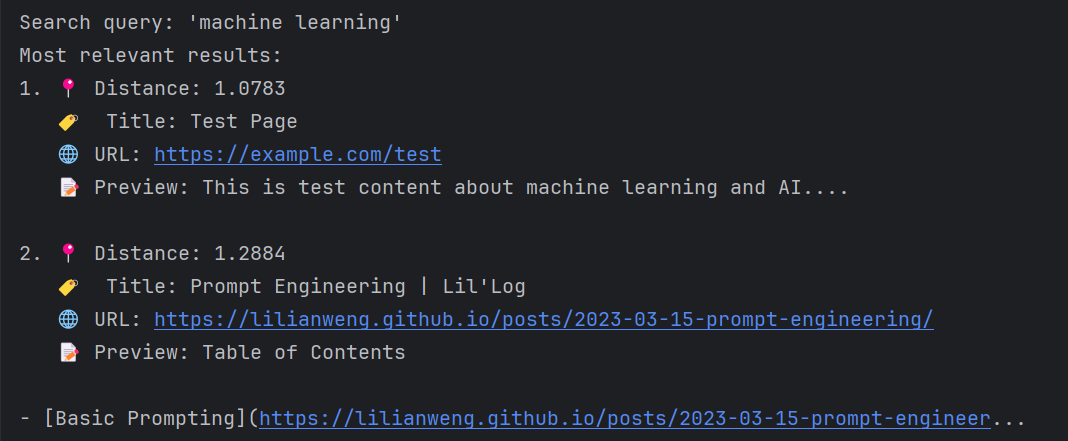 Search query: 'machine learning'
Most relevant results:
1. 📍 Distance: 1.0783
🏷️ Title: Test Page
🌐 URL: https://example.com/test
📝 Preview: This is test content about machine learning and AI....
2. 📍 Distance: 1.2884
🏷️ Title: Prompt Engineering | Lil'Log
🌐 URL: https://lilianweng.github.io/posts/2023-03-15-prompt-engineering/
📝 Preview: Table of Contents
- [Basic Prompting](https://lilianweng.github.io/posts/2023-03-15-prompt-engineer...